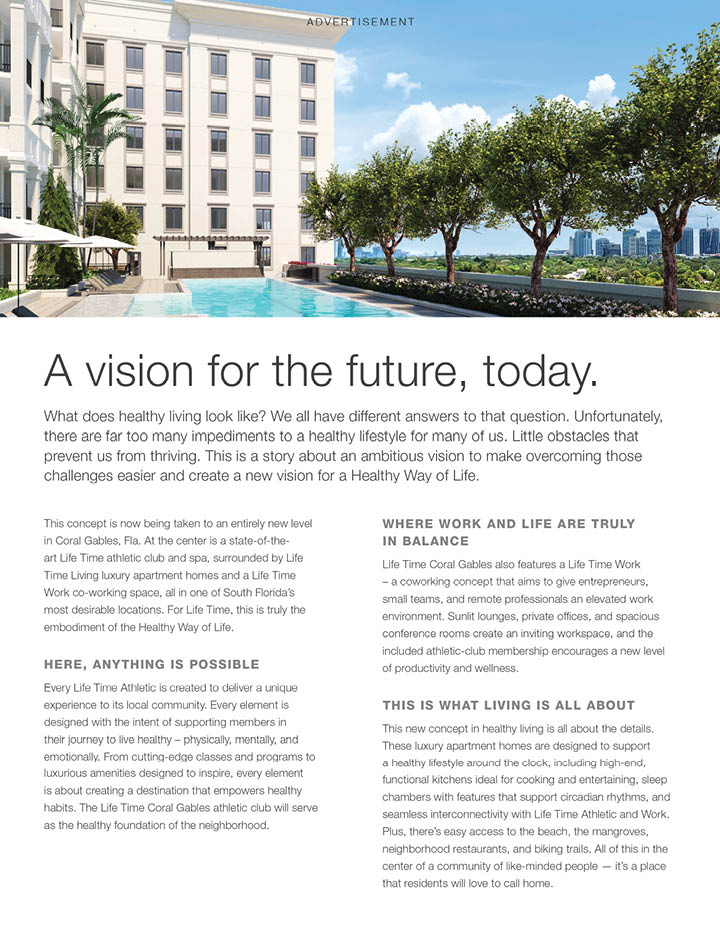 ADVERTISEMENT
A vision for the future, today.
What does healthy living look like? We all have different answers to that question. Unfortunately,
there are far too many impediments to a healthy lifestyle for many of us. Little obstacles that
prevent us from thriving. This is a story about an ambitious vision to make overcoming those
challenges easier and create a new vision for a Healthy Way of Life.
This concept is now being taken to an entirely new level
in Coral Gables, Fla. At the center is a state-of-the-
art Life Time athletic club and spa, surrounded by Life
Time Living luxury apartment homes and a Life Time
Work co-working space, all in one of South Florida’s
most desirable locations. For Life Time, this is truly the
embodiment of the Healthy Way of Life.
HERE, ANYTHING IS POSSIBLE
Every Life Time Athletic is created to deliver a unique
experience to its local community. Every element is
designed with the intent of supporting members in
their journey to live healthy – physically, mentally, and
emotionally. From cutting-edge classes and programs to
luxurious amenities designed to inspire, every element
is about creating a destination that empowers healthy
habits. The Life Time Coral Gables athletic club will serve
as the healthy foundation of the neighborhood.
WHERE WORK AND LIFE ARE TRULY
IN BALANCE
Life Time Coral Gables also features a Life Time Work
– a coworking concept that aims to give entrepreneurs,
small teams, and remote professionals an elevated work
environment. Sunlit lounges, private offices, and spacious
conference rooms create an inviting workspace, and the
included athletic-club membership encourages a new level
of productivity and wellness.
THIS IS WHAT LIVING IS ALL ABOUT
This new concept in healthy living is all about the details.
These luxury apartment homes are designed to support
a healthy lifestyle around the clock, including high-end,
functional kitchens ideal for cooking and entertaining, sleep
chambers with features that support circadian rhythms, and
seamless interconnectivity with Life Time Athletic and Work.
Plus, there’s easy access to the beach, the mangroves,
neighborhood restaurants, and biking trails. All of this in the
center of a community of like-minded people — it’s a place
that residents will love to call home.